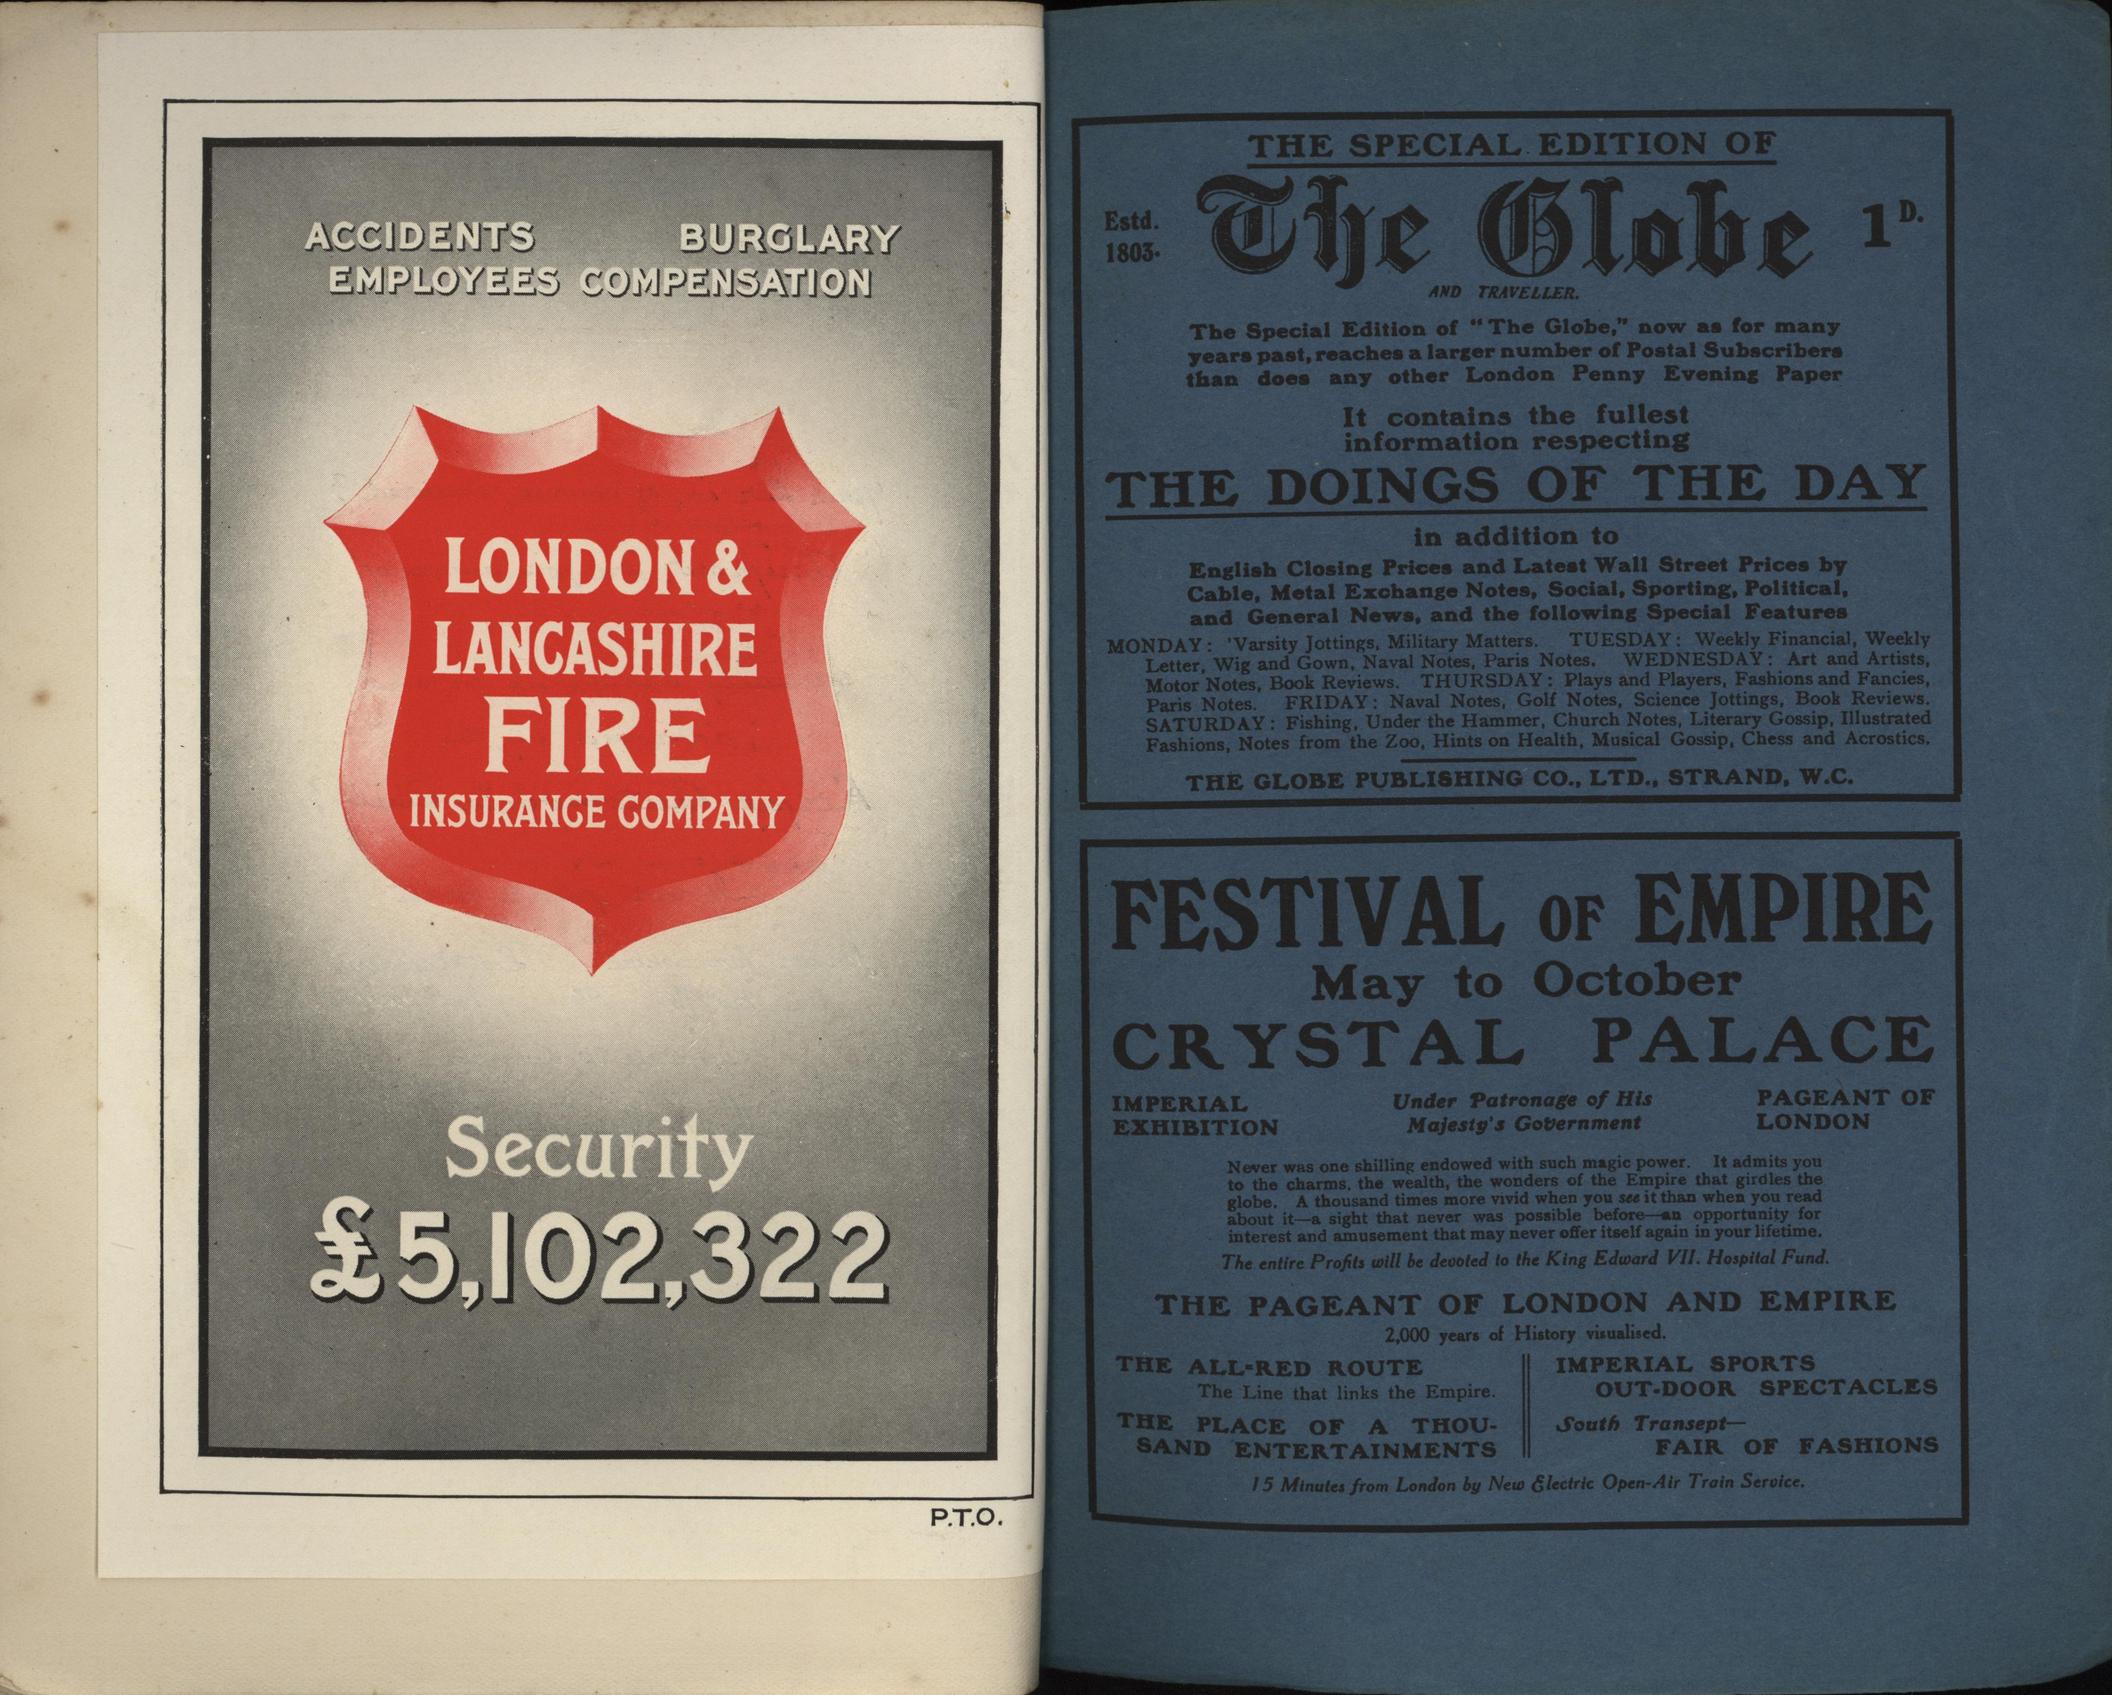 ACCIDENTS BURGLARY
EMPLOYEES COMPENSATION
LONDON &
LANCASHIRE
FIRE
INSURANCE COMPANY
Security
£5,102,322
P.T.O.
THE SPECIAL EDITION OF
Estd.
1803.
The Globe
1D.
AND TRAVELLER.
The Special Edition of "The Globe," now as for many
years past, reaches a larger number of Postal Subscribers
than does any other London Penny Evening Paper
It contains the fullest
information respecting
THE DOINGS OF THE DAY
in addition to
English Closing Prices and Latest Wall Street Prices by
Cable, Metal Exchange Notes, Social, Sporting, Political,
and General News, and the following Special Features
MONDAY: 'Varsity Jottings, Military Matters. TUESDAY: Weekly Financial, Weekly
Letter, Wig and Gown, Naval Notes, Paris Notes. WEDNESDAY: Art and Artists,
Motor Notes, Book Reviews. THURSDAY: Plays and Players, Fashions and Fancies,
Paris Notes. FRIDAY: Naval Notes, Golf Notes, Science Jottings, Book Reviews.
SATURDAY: Fishing, Under the Hammer, Church Notes, Literary Gossip, Illustrated
Fashions, Notes from the Zoo, Hints on Health, Musical Gossip, Chess and Acrostics.
THE GLOBE PUBLISHING CO., LTD., STRAND, W.C.
FESTIVAL OF EMPIRE
May to October
CRYSTAL PALACE
IMPERIAL
EXHIBITION
Under Patronage of His
Majesty's Government
PAGEANT OF
LONDON
Never was one shilling endowed with such magic power. It admits you
to the charms, the wealth, the wonders of the Empire that girdles the
globe. A thousand times more vivid when you see it than when you read
about it—a sight that never was possible before—an opportunity for
interest and amusement that may never offer itself again in your lifetime.
The entire Profits will be devoted to the King Edward VII. Hospital Fund.
THE PAGEANT OF LONDON AND EMPIRE
2,000 years of History visualised.
THE ALL-RED ROUTE
The Line that links the Empire.
THE PLACE OF A THOU-
SAND ENTERTAINMENTS
IMPERIAL SPORTS
OUT-DOOR SPECTACLES
South Transept—
FAIR OF FASHIONS
15 Minutes from London by New Electric Open-Air Train Service.